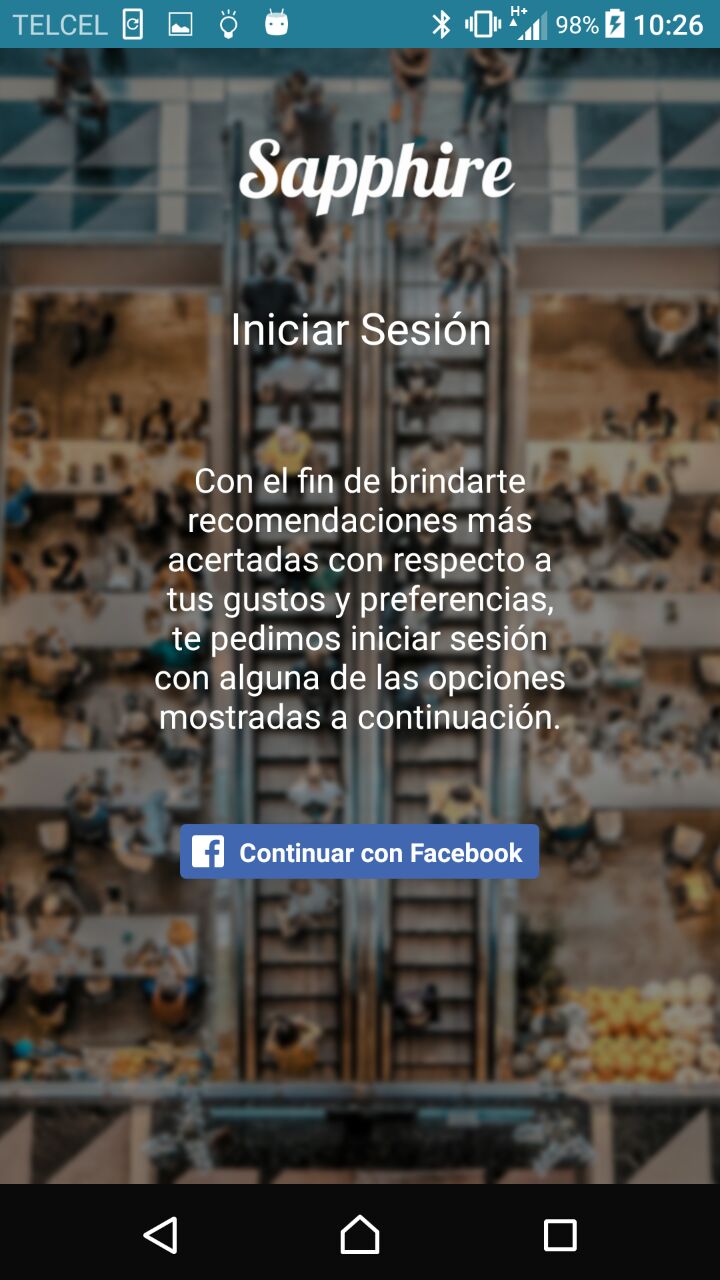 TELCEL H+ 98% 10:26
Sapphire
Iniciar Sesión
Con el fin de brindarte
recomendaciones más
acertadas con respecto a
tus gustos y preferencias,
te pedimos iniciar sesión
con alguna de las opciones
mostradas a continuación.
Continuar con Facebook